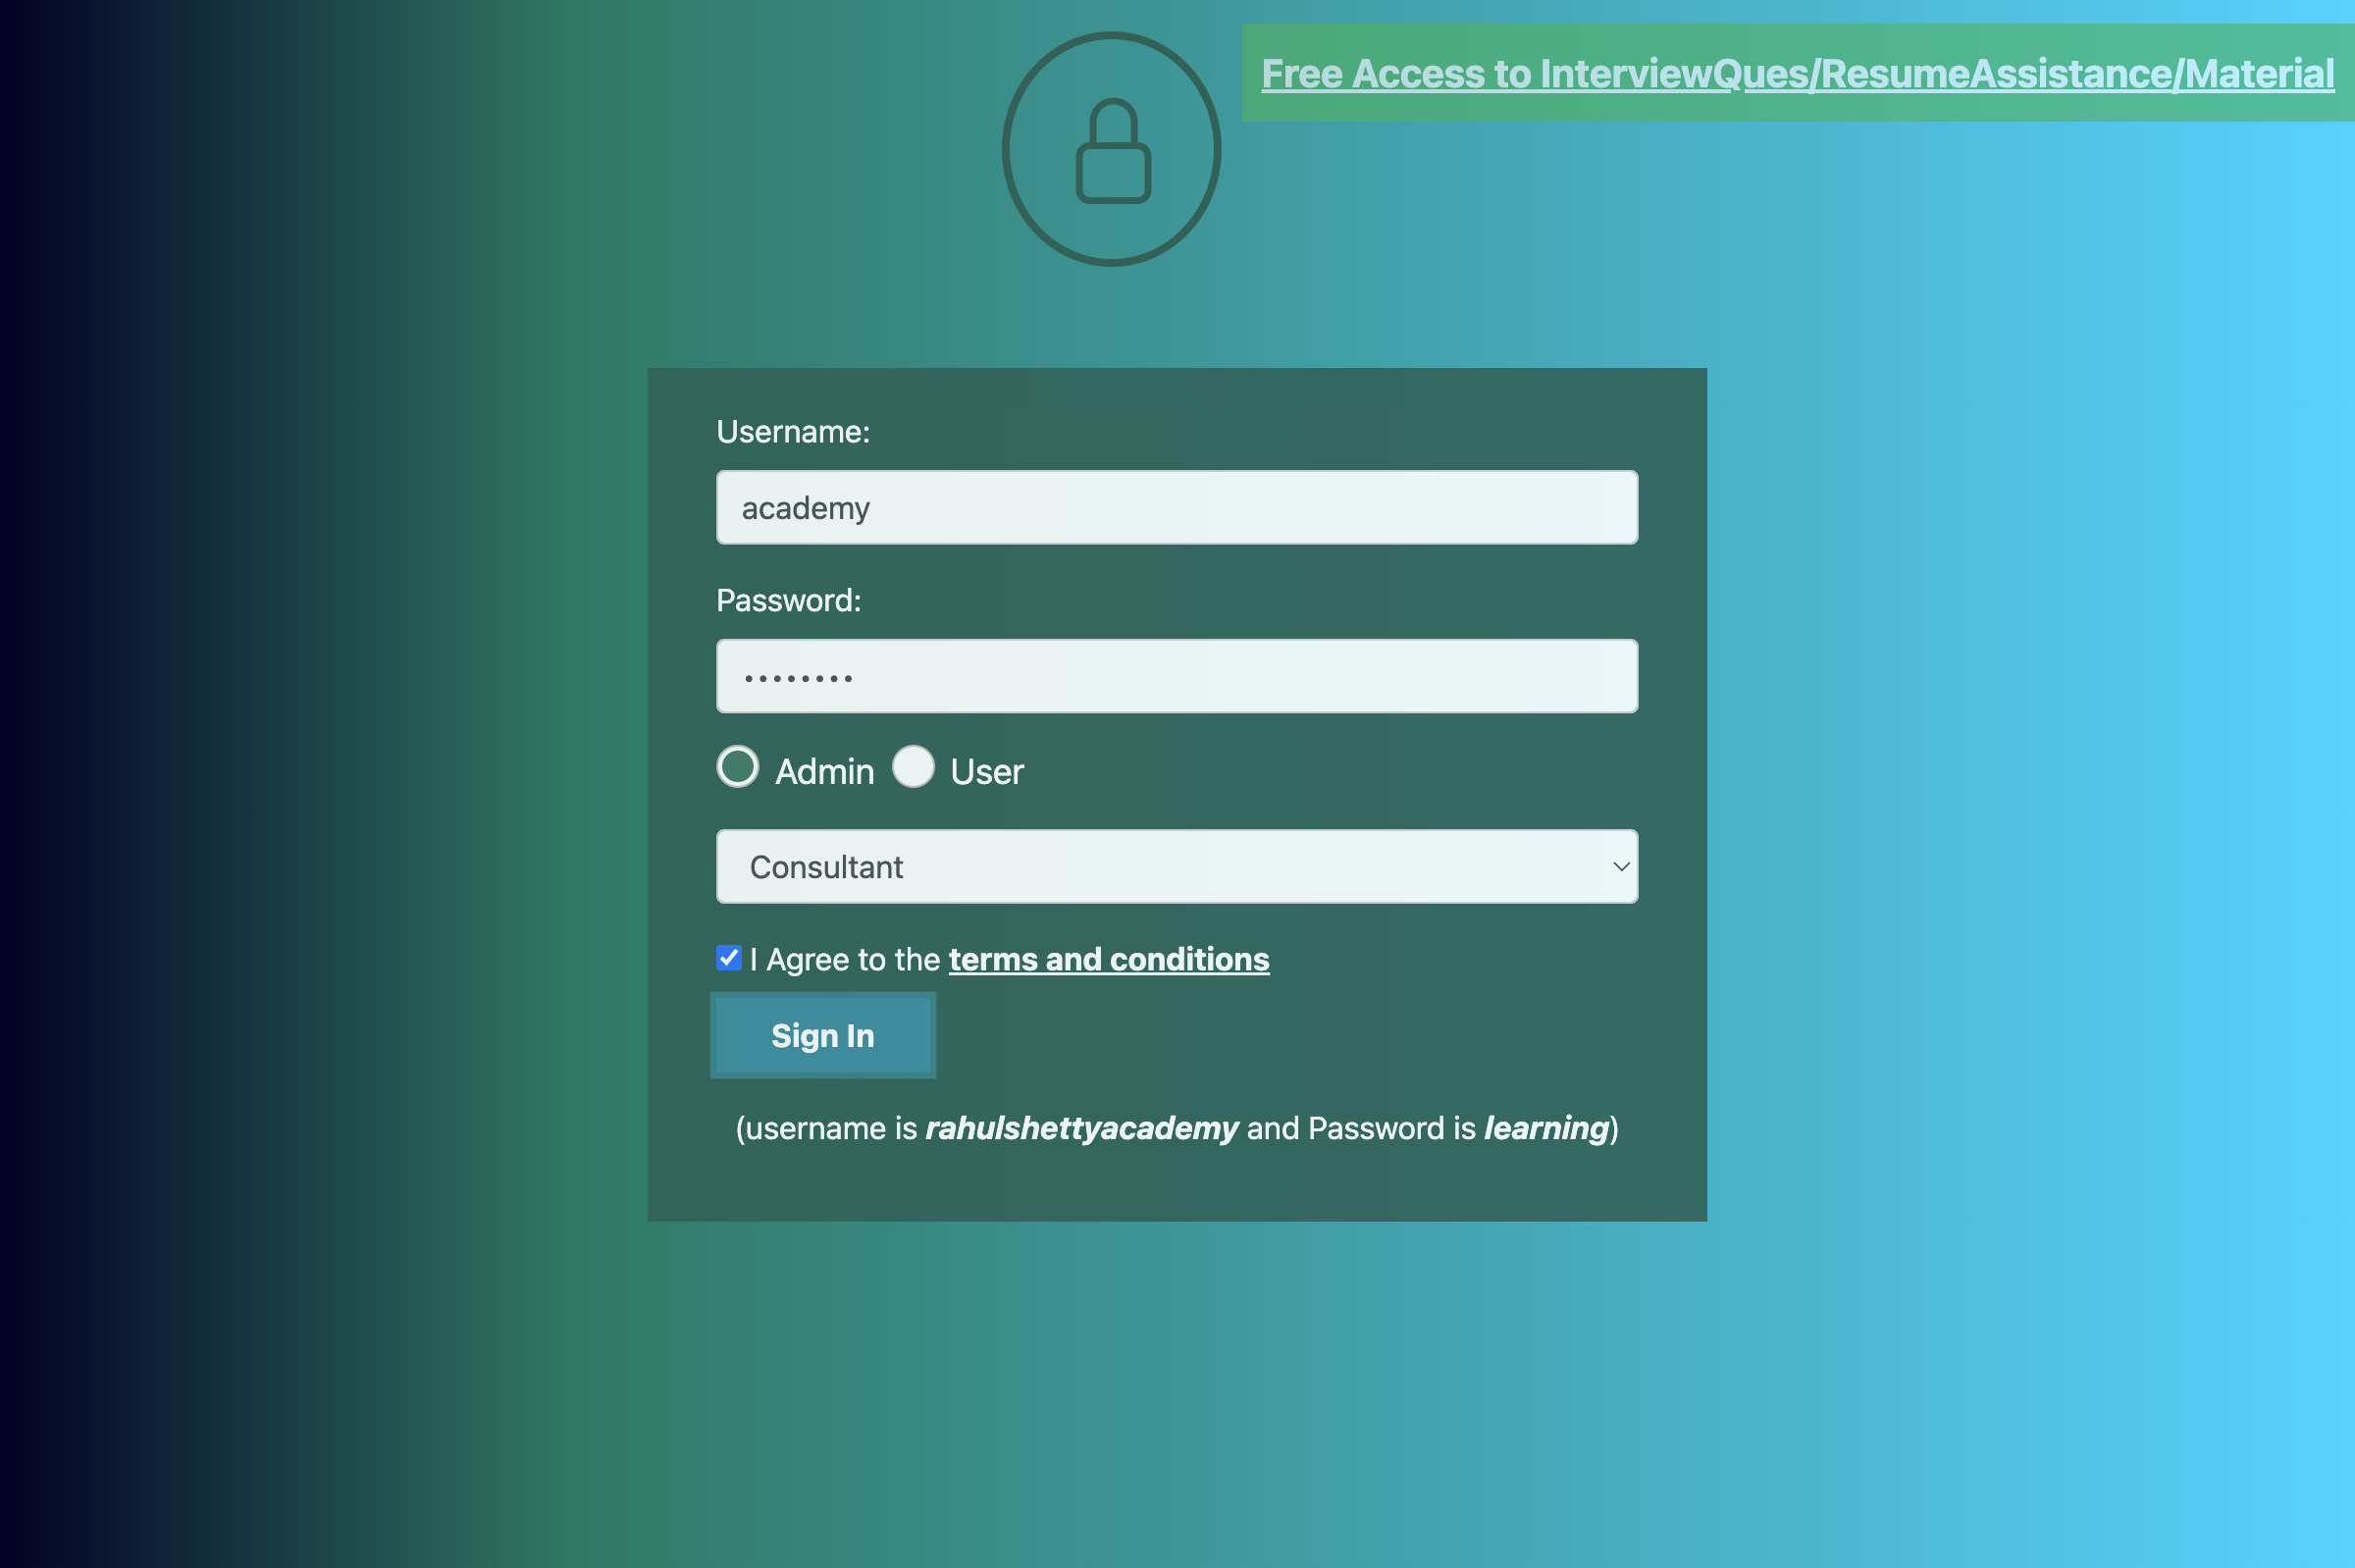 Free Access to InterviewQues/ResumeAssistance/Material
Username:
academy
Password:
••••••••
Admin User
Consultant
I Agree to the terms and conditions
Sign In
(username is rahulshettyacademy and Password is learning)